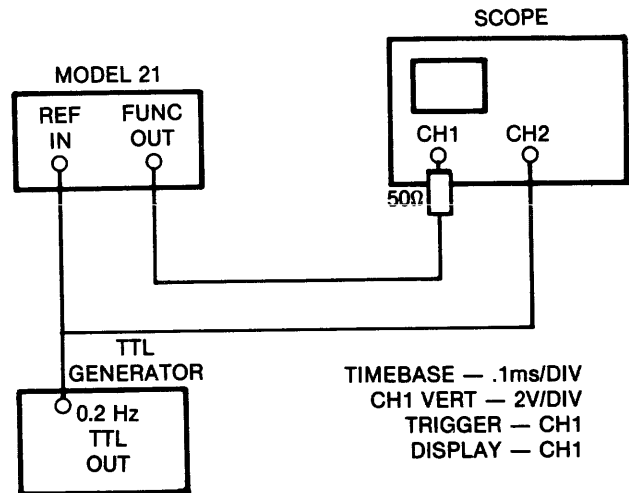 SCOPE
MODEL 21
REF
IN
FUNC
OUT
CH1
CH2
50Ω
TTL
GENERATOR
0.2 Hz
TTL
OUT
TIMEBASE — .1ms/DIV
CH1 VERT — 2V/DIV
TRIGGER — CH1
DISPLAY — CH1